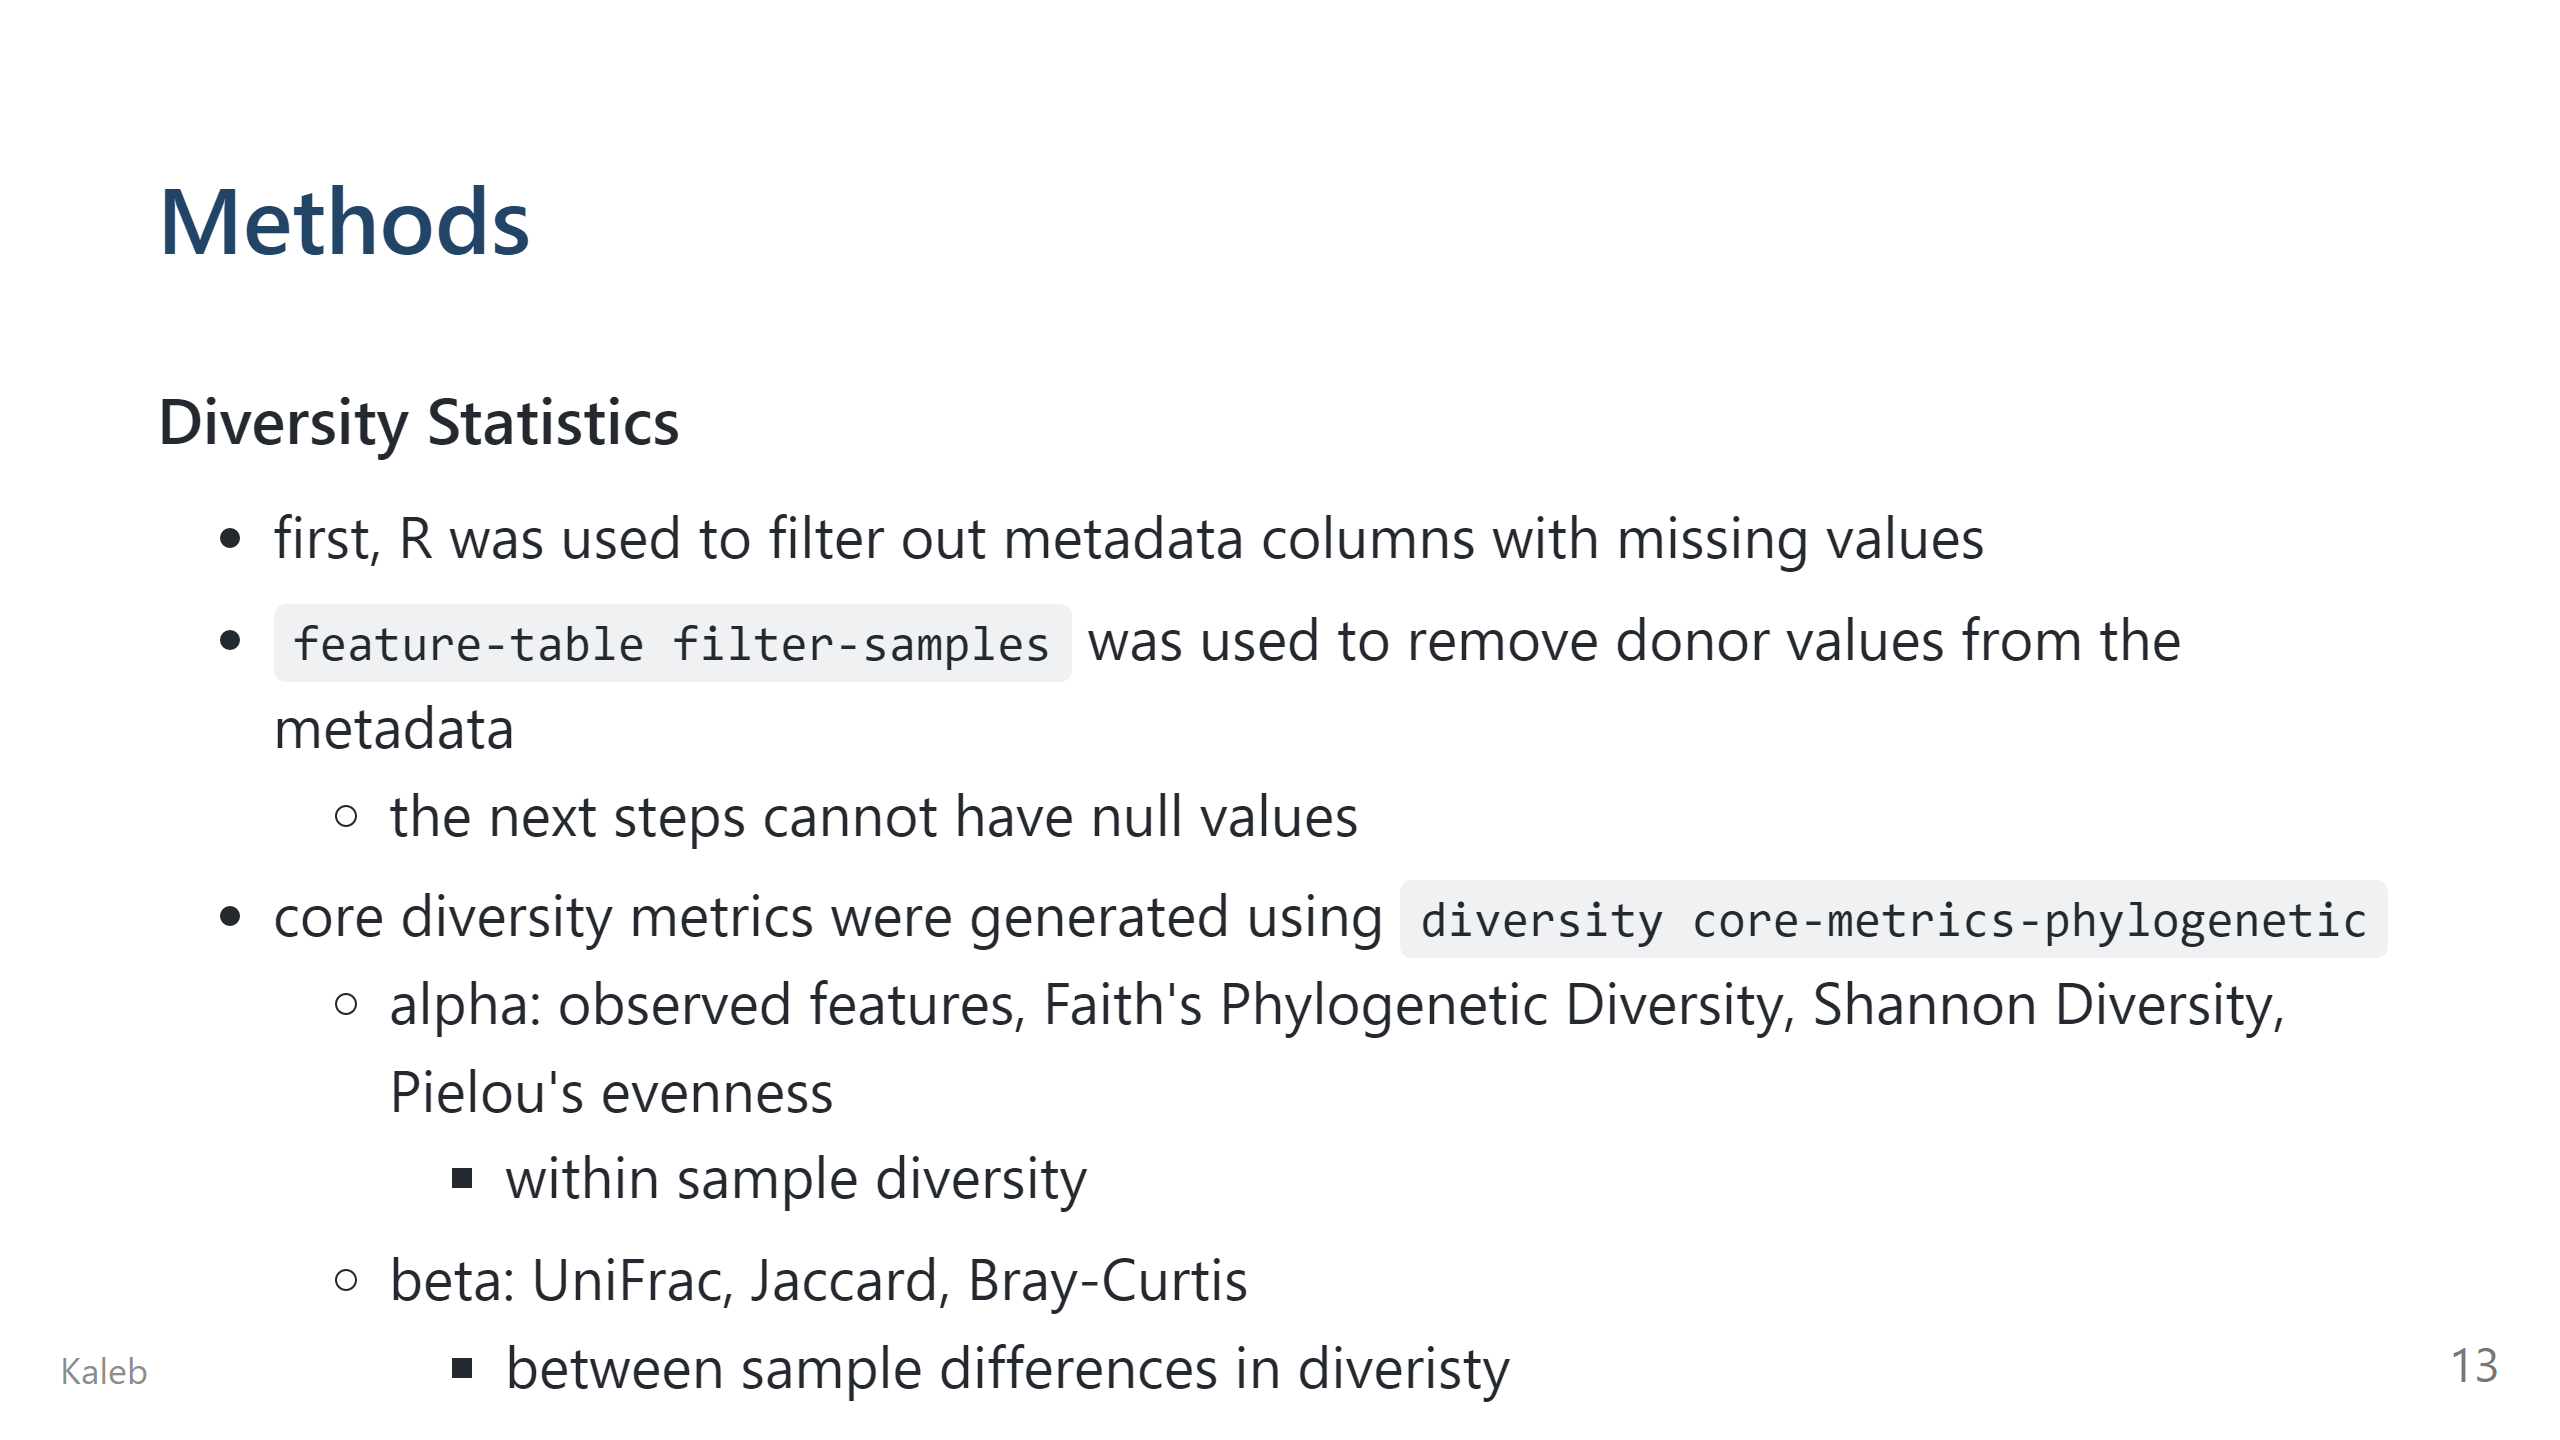 Methods
Diversity Statistics
first, R was used to filter out metadata columns with missing values
feature-table filter-samples was used to remove donor values from the
metadata
the next steps cannot have null values
core diversity metrics were generated using diversity core-metrics-phylogenetic
alpha: observed features, Faith's Phylogenetic Diversity, Shannon Diversity,
Pielou's evenness
within sample diversity
beta: UniFrac, Jaccard, Bray-Curtis
between sample differences in diveristy
Kaleb
13